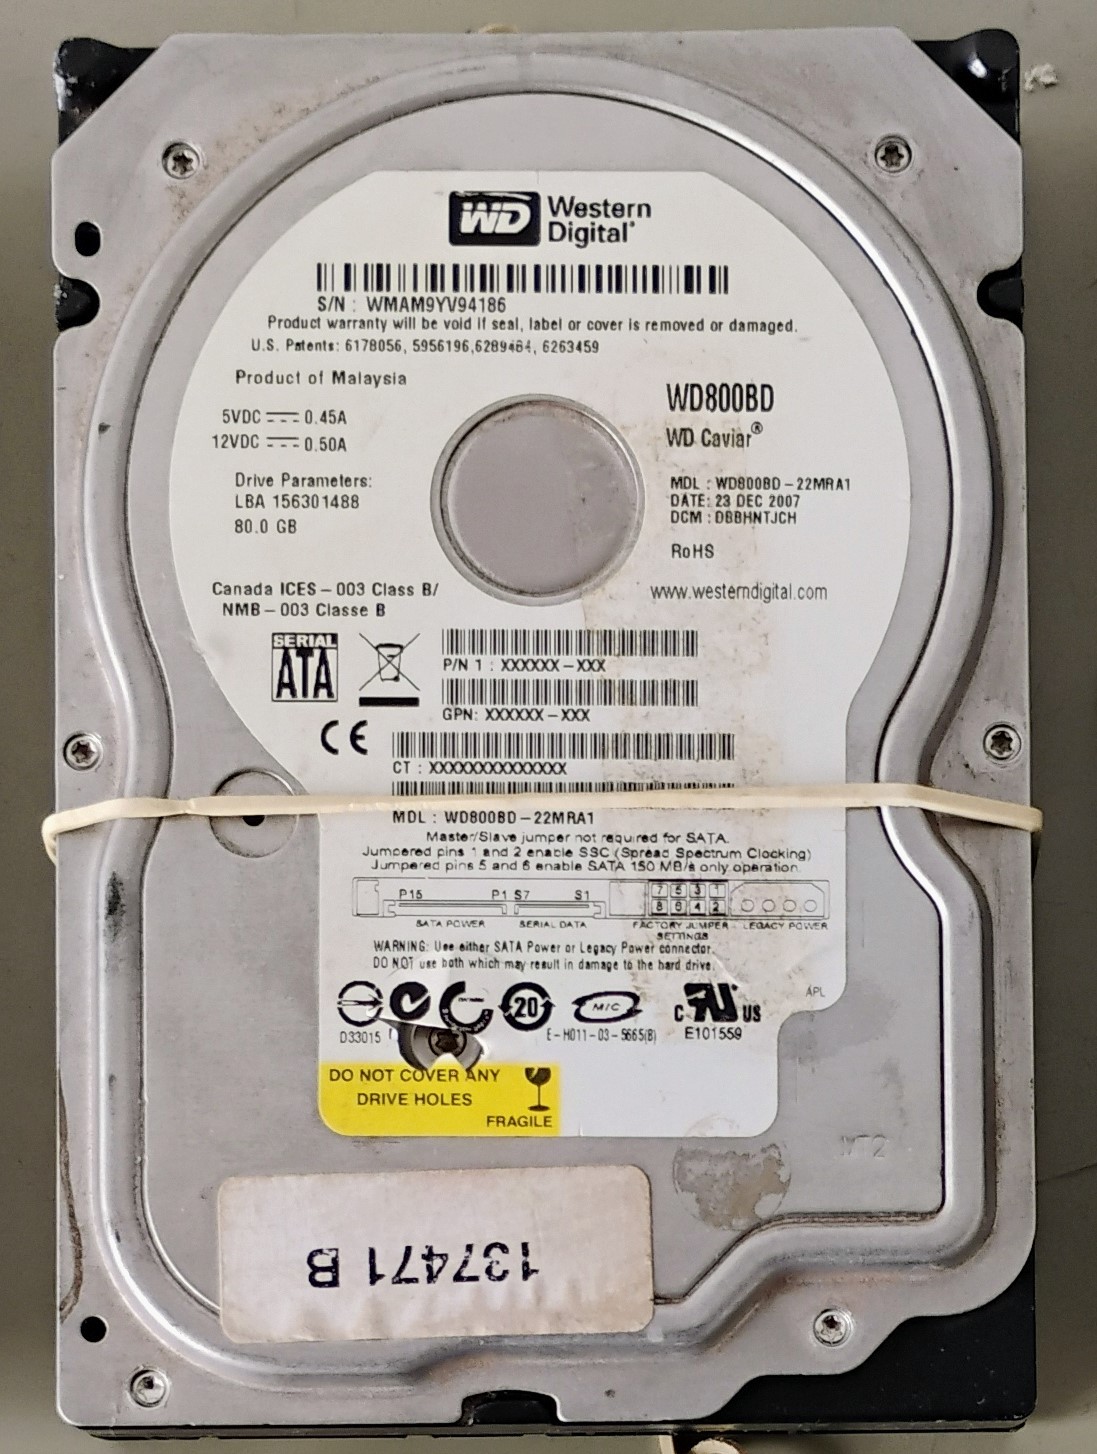 WD Western
Digital
S/N : WMAM9YV94186
Product warranty will be void if seal, label or cover is removed or damaged.
U.S. Patents: 6178056, 5956196,6289484, 6263459
Product of Malaysia
5VDC 0.45A
12VDC 0.50A
Drive Parameters:
LBA 156301488
80.0 GB
WD800BD
WD Caviar®
MDL : WD800BD-22MRA1
DATE: 23 DEC 2007
DCM : DBBHNTJCH
RoHS
www.westerndigital.com
Canada ICES-003 Class B/
NMB-003 Classe B
SERIAL
ATA
P/N 1 : XXXXXX-XXX
GPN: XXXXXX-XXX
CE
CT : XXXXXXXXXXXXXX
MDL : WD800BD-22MRA1
Master/Slave jumper not required for SATA.
Jumpered pins 1 and 2 enable SSC (Spread Spectrum Clocking)
Jumpered pins 5 and 6 enable SATA 150 MB/s only operation.
P15 P1 S7 S1 7 5 3 1
8 6 4 2
SATA POWER SERIAL DATA FACTORY JUMPER LEGACY POWER
SETTINGS
WARNING: Use either SATA Power or Legacy Power connector.
DO NOT use both which may result in damage to the hard drive.
APL
20 MIC c UR US
D33015 E-H011-03-5665(B) E101559
DO NOT COVER ANY
DRIVE HOLES
FRAGILE
WT2
137471 B